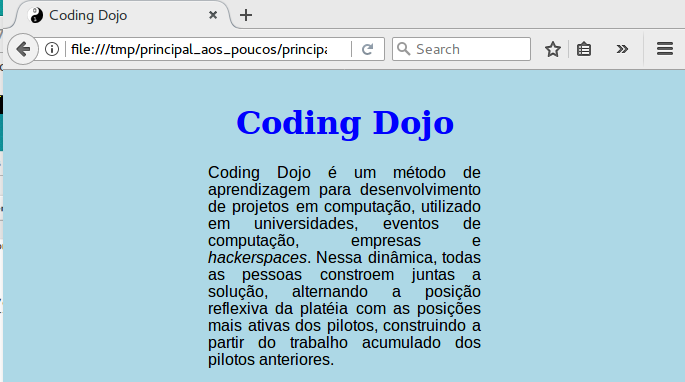 Coding Dojo
file:///tmp/principal_aos_poucos/principa
Search
Coding Dojo
Coding Dojo é um método de
aprendizagem para desenvolvimento
de projetos em computação, utilizado
em universidades, eventos de
computação, empresas e
hackerspaces. Nessa dinâmica, todas
as pessoas constroem juntas a
solução, alternando a posição
reflexiva da platéia com as posições
mais ativas dos pilotos, construindo a
partir do trabalho acumulado dos
pilotos anteriores.